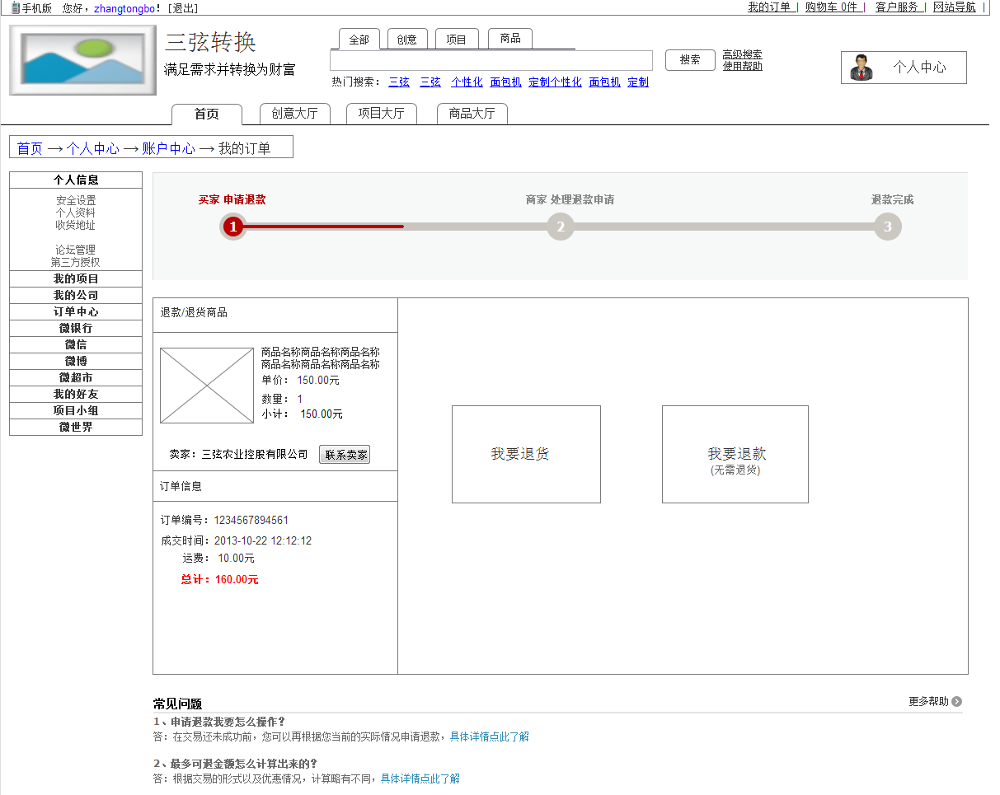 手机版 您好，zhangtongbo！ [退出] 我的订单 | 购物车 0件 | 客户服务 | 网站导航 |
三弦转换
满足需求并转换为财富
全部 创意 项目 商品
搜索 高级搜索
使用帮助
个人中心
热门搜索： 三弦 三弦 个性化 面包机 定制个性化 面包机 定制
首页 创意大厅 项目大厅 商品大厅
首页 → 个人中心 → 账户中心 → 我的订单
个人信息
安全设置
个人资料
收货地址
论坛管理
第三方授权
我的项目
我的公司
订单中心
微银行
微信
微博
微超市
我的好友
项目小组
微世界
买家 申请退款 商家 处理退款申请 退款完成
1 2 3
退款/退货商品
商品名称商品名称商品名称
商品名称商品名称商品名称
单价： 150.00元
数量： 1
小计： 150.00元
卖家：三弦农业控股有限公司 联系卖家
订单信息
订单编号：1234567894561
成交时间：2013-10-22 12:12:12
运费： 10.00元
总计：160.00元
我要退货
我要退款
(无需退货)
常见问题 更多帮助
1、申请退款我要怎么操作?
答：在交易还未成功前，您可以再根据您当前的实际情况申请退款，具体详情点此了解
2、最多可退金额怎么计算出来的?
答：根据交易的形式以及优惠情况，计算略有不同，具体详情点此了解